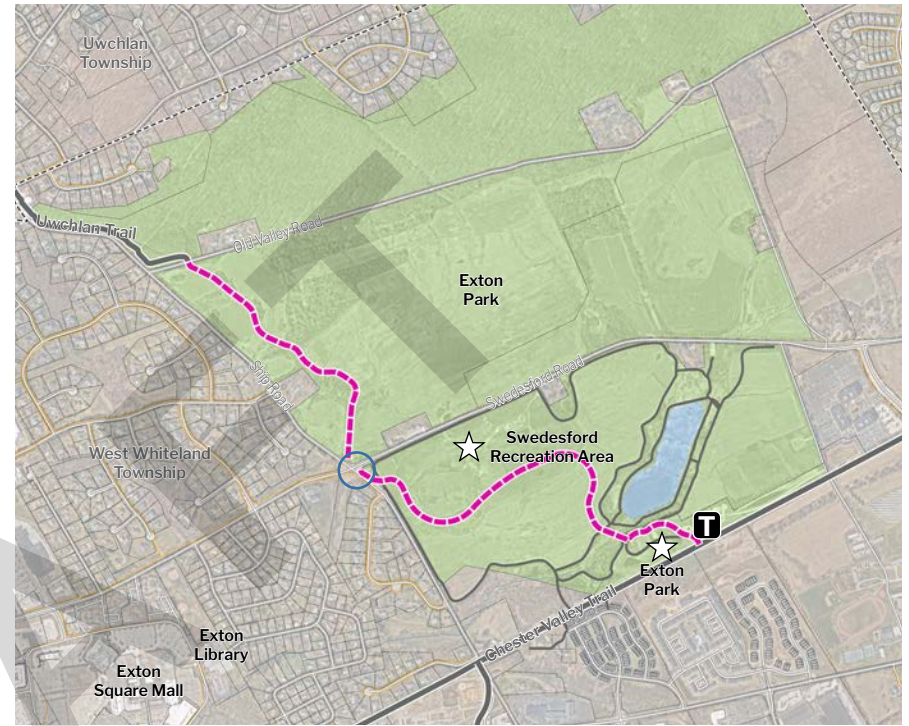 Uwchlan
Township
Uwchlan Trail
Old Valley Road
Exton
Park
Ship Road
Swedesford Road
Swedesford
Recreation Area
West Whiteland
Township
T
Exton
Park
Chester Valley Trail
Exton
Library
Exton
Square Mall